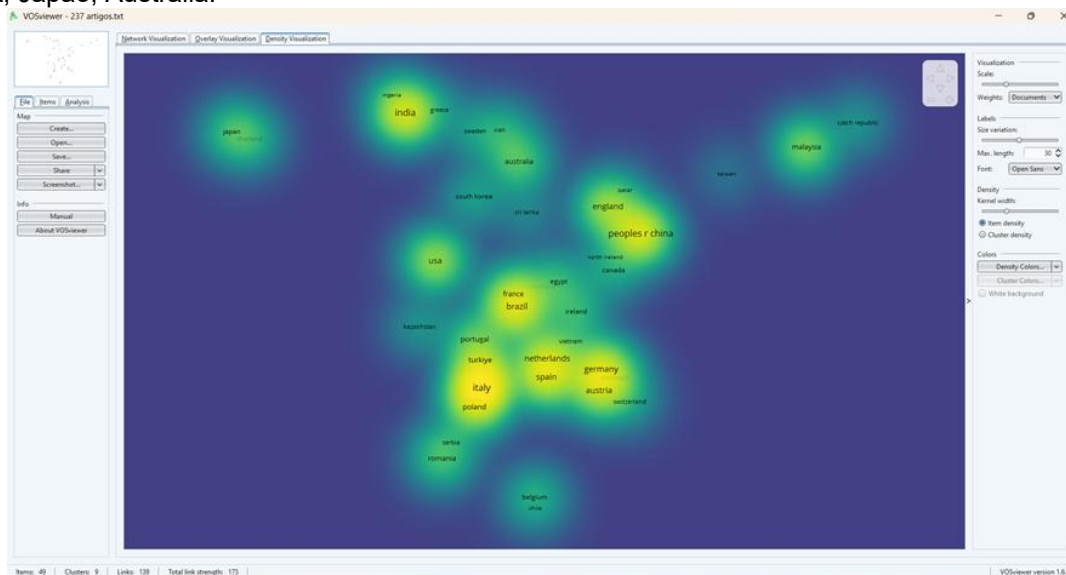 Japão, Austrália.
VOSviewer - 237 artigos.txt
Network Visualization Overlay Visualization Density Visualization
File Items Analysis
Map
Create...
Open...
Save...
Share
Screenshot...
Info
Manual
About VOSviewer
nigeria
india
greece
japan
thailand
sweden
iran
australia
czech republic
malaysia
taiwan
south korea
sri lanka
qatar
england
peoples r china
usa
north ireland
canada
egypt
france
brazil
ireland
kazakhstan
portugal
vietnam
turkiye
netherlands
germany
italy
spain
austria
switzerland
poland
serbia
romania
belgium
Visualization
Scale:
Weights: Documents
Labels
Size variation:
Max. length: 30
Font: Open Sans
Density
Kernel width:
Item density
Cluster density
Colors
Density Colors...
Cluster Colors...
White background
Items: 49 Clusters: 9 Links: 139 Total link strength: 173
VOSviewer version 1.6